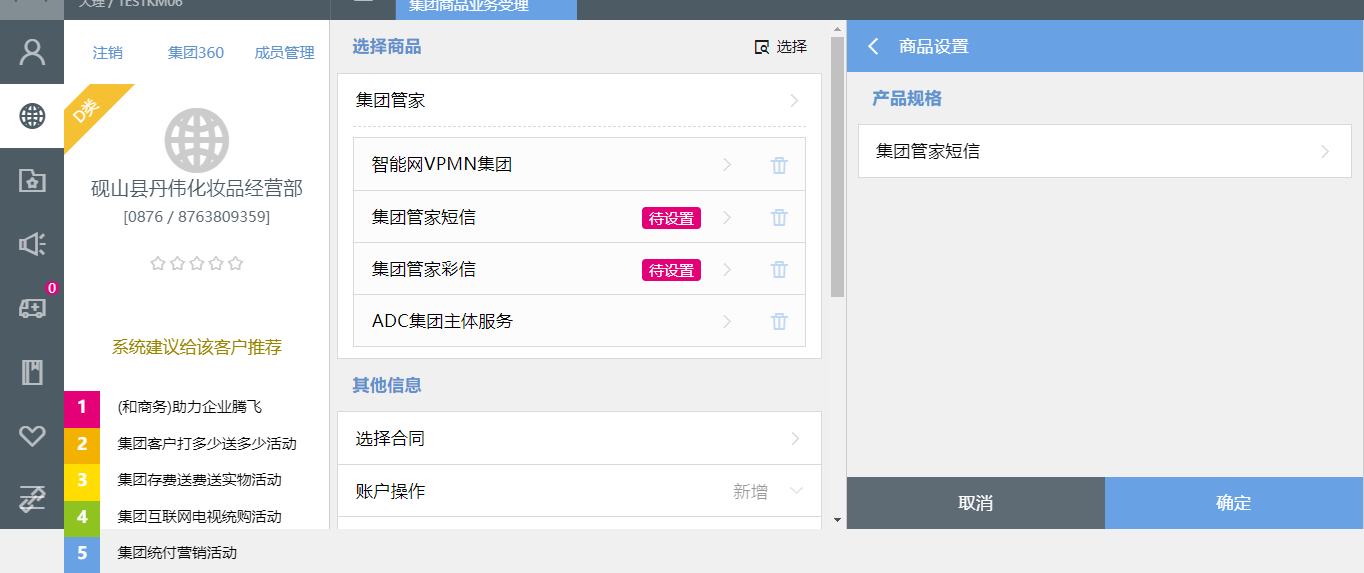 大理 / TESTKM06
集团商品业务受理
注销 集团360 成员管理
D类
砚山县丹伟化妆品经营部
[0876 / 8763809359]
0
系统建议给该客户推荐
1 (和商务)助力企业腾飞
2 集团客户打多少送多少活动
3 集团存费送费送实物活动
4 集团互联网电视统购活动
5 集团统付营销活动
选择商品 选择
集团管家
智能网VPMN集团
集团管家短信 待设置
集团管家彩信 待设置
ADC集团主体服务
其他信息
选择合同
账户操作 新增
商品设置
产品规格
集团管家短信
取消 确定